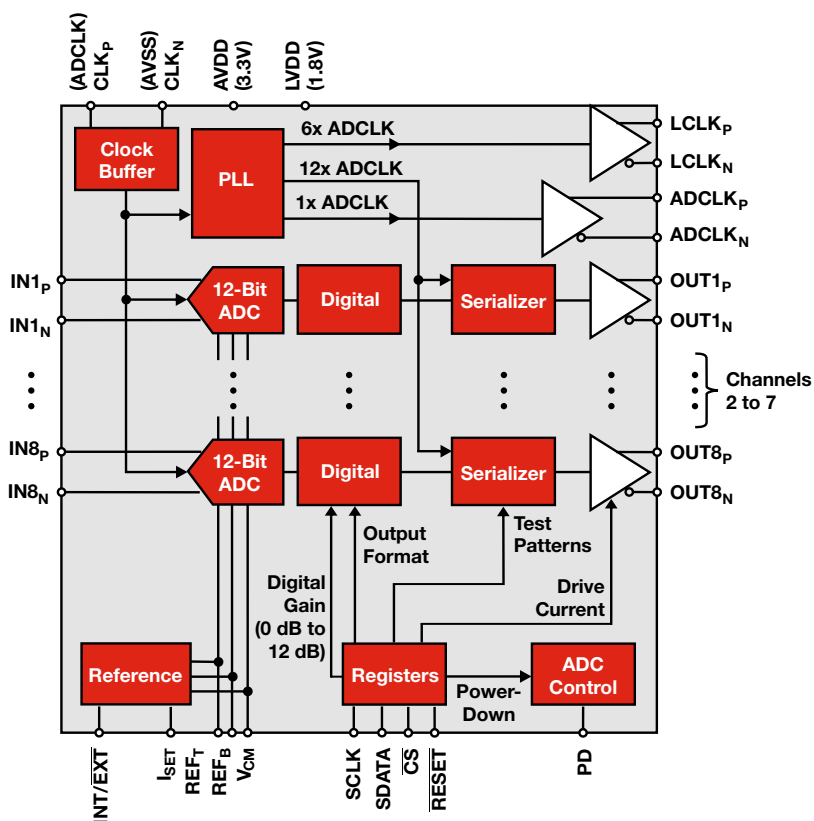 (ADCLK)
CLKP
(AVSS)
CLKN
AVDD
(3.3V)
LVDD
(1.8V)
Clock
Buffer
PLL
6x ADCLK
12x ADCLK
1x ADCLK
LCLKP
LCLKN
ADCLKP
ADCLKN
IN1P
IN1N
12-Bit
ADC
Digital
Serializer
OUT1P
OUT1N
Channels
2 to 7
IN8P
IN8N
12-Bit
ADC
Digital
Serializer
OUT8P
OUT8N
Output
Format
Test
Patterns
Digital
Gain
(0 dB to
12 dB)
Drive
Current
Reference
Registers
Power-
Down
ADC
Control
INT/EXT
ISET
REFT
REFB
VCM
SCLK
SDATA
CS
RESET
PD